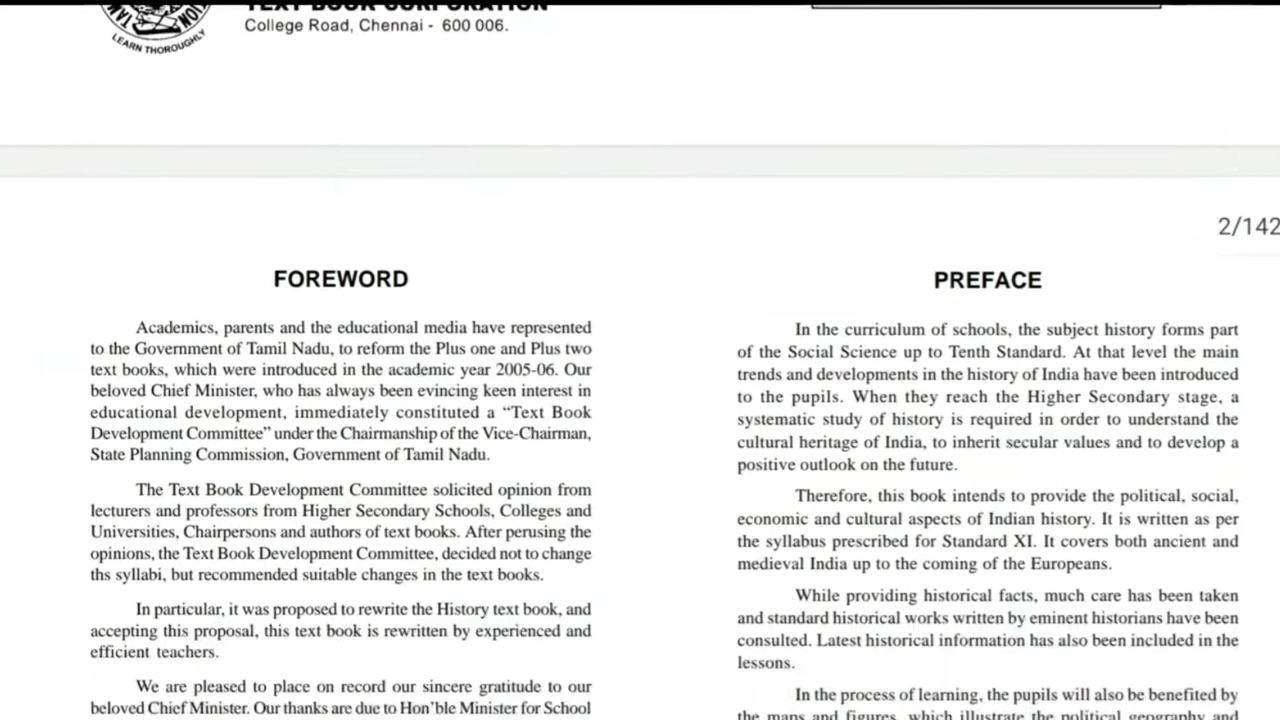 TEXT BOOK CORPORATION
College Road, Chennai - 600 006.
LEARN THOROUGHLY
2/142
FOREWORD
Academics, parents and the educational media have represented
to the Government of Tamil Nadu, to reform the Plus one and Plus two
text books, which were introduced in the academic year 2005-06. Our
beloved Chief Minister, who has always been evincing keen interest in
educational development, immediately constituted a “Text Book
Development Committee” under the Chairmanship of the Vice-Chairman,
State Planning Commission, Government of Tamil Nadu.
The Text Book Development Committee solicited opinion from
lecturers and professors from Higher Secondary Schools, Colleges and
Universities, Chairpersons and authors of text books. After perusing the
opinions, the Text Book Development Committee, decided not to change
ths syllabi, but recommended suitable changes in the text books.
In particular, it was proposed to rewrite the History text book, and
accepting this proposal, this text book is rewritten by experienced and
efficient teachers.
We are pleased to place on record our sincere gratitude to our
beloved Chief Minister. Our thanks are due to Hon’ble Minister for School
PREFACE
In the curriculum of schools, the subject history forms part
of the Social Science up to Tenth Standard. At that level the main
trends and developments in the history of India have been introduced
to the pupils. When they reach the Higher Secondary stage, a
systematic study of history is required in order to understand the
cultural heritage of India, to inherit secular values and to develop a
positive outlook on the future.
Therefore, this book intends to provide the political, social,
economic and cultural aspects of Indian history. It is written as per
the syllabus prescribed for Standard XI. It covers both ancient and
medieval India up to the coming of the Europeans.
While providing historical facts, much care has been taken
and standard historical works written by eminent historians have been
consulted. Latest historical information has also been included in the
lessons.
In the process of learning, the pupils will also be benefited by
the maps and figures, which illustrate the political geography and